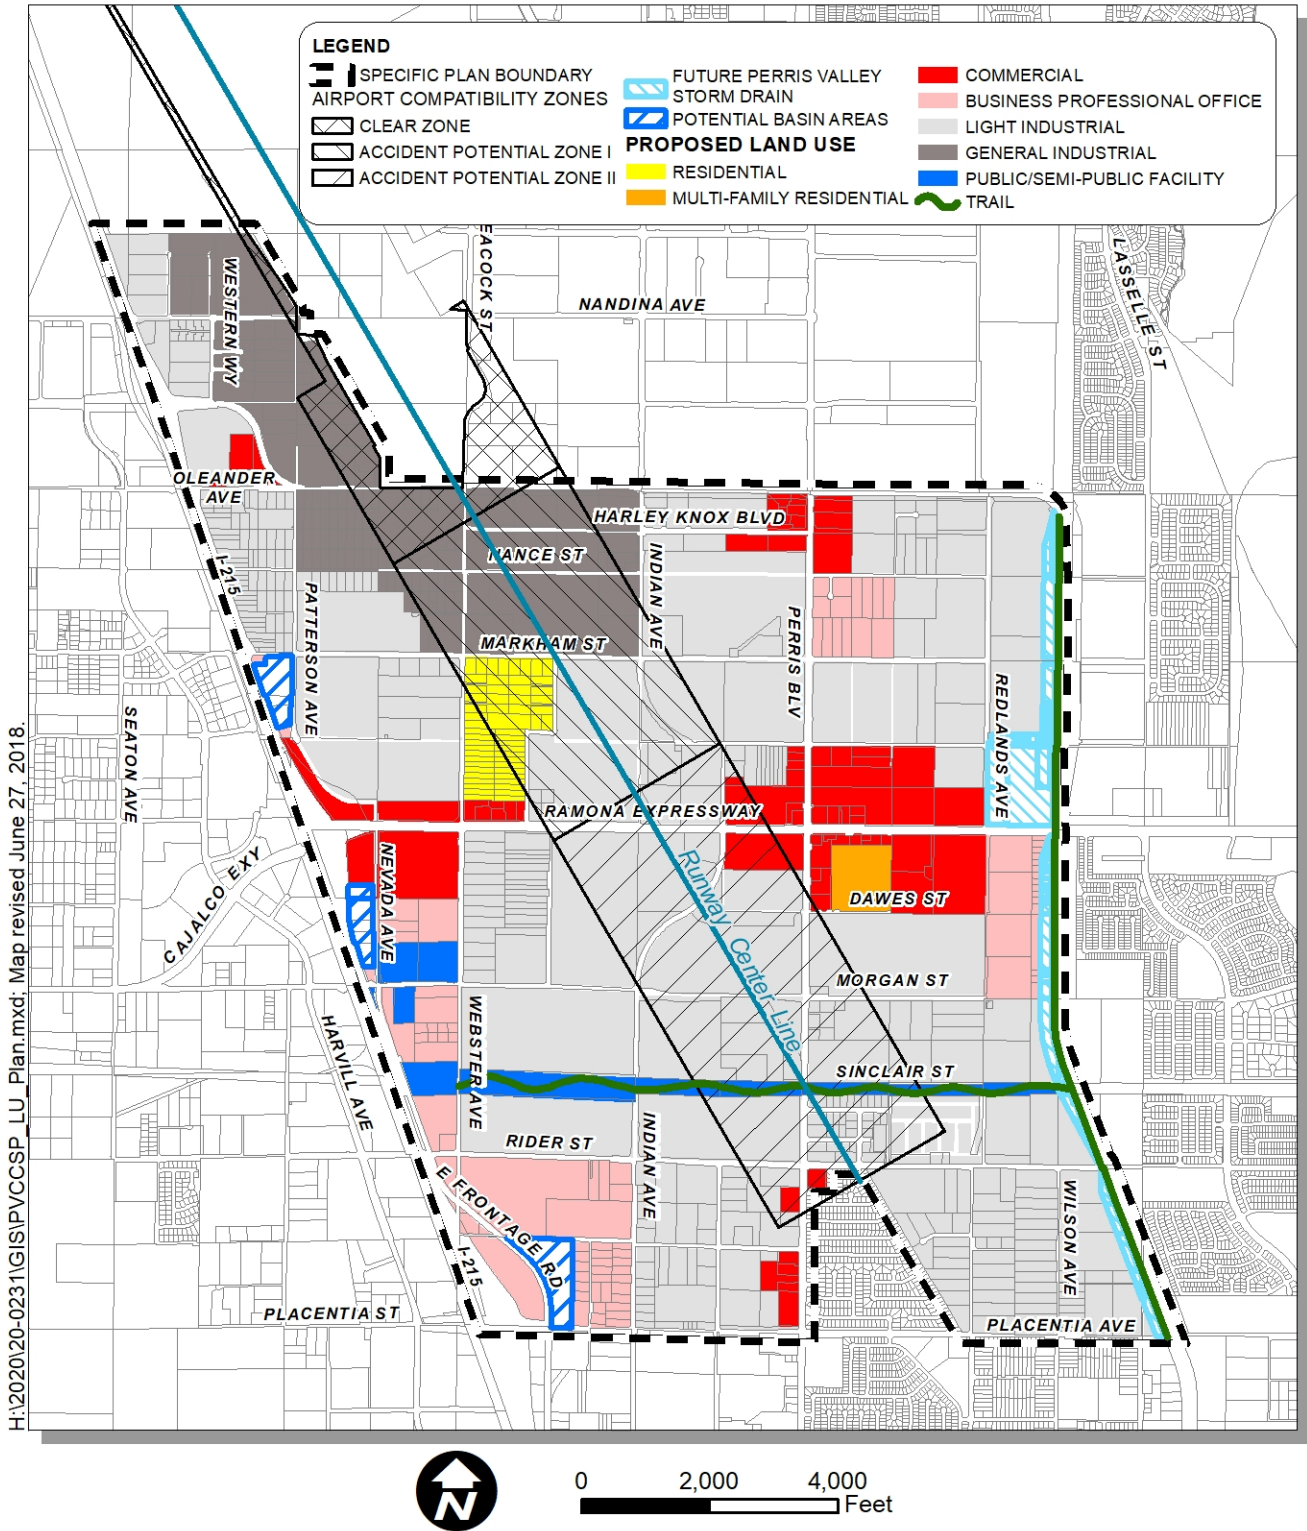 LEGEND
SPECIFIC PLAN BOUNDARY
AIRPORT COMPATIBILITY ZONES
CLEAR ZONE
ACCIDENT POTENTIAL ZONE I
ACCIDENT POTENTIAL ZONE II
FUTURE PERRIS VALLEY
STORM DRAIN
POTENTIAL BASIN AREAS
PROPOSED LAND USE
RESIDENTIAL
MULTI-FAMILY RESIDENTIAL
COMMERCIAL
BUSINESS PROFESSIONAL OFFICE
LIGHT INDUSTRIAL
GENERAL INDUSTRIAL
PUBLIC/SEMI-PUBLIC FACILITY
TRAIL
EACOCK ST
LASSELLE ST
WESTERN WY
NANDINA AVE
OLEANDER
AVE
HARLEY KNOX BLVD
NANCE ST
I-215
INDIAN AVE
PATTERSON AVE
PERRIS BLV
MARKHAM ST
REDLANDS AVE
SEATON AVE
RAMONA EXPRESSWAY
NEVADA AVE
CAJALCO EXY
Runway Center Line
DAWES ST
MORGAN ST
WEBSTER AVE
HARVILL AVE
SINCLAIR ST
RIDER ST
INDIAN AVE
E FRONTAGE RD
WILSON AVE
I-215
PLACENTIA ST
PLACENTIA AVE
H:\2020\20-0231\GIS\PVCCSP_LU_Plan.mxd; Map revised June 27, 2018.
N
0 2,000 4,000
Feet